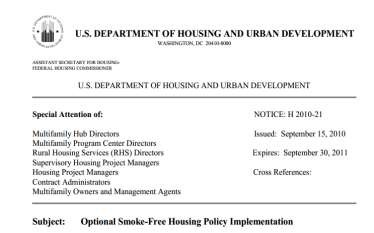 U.S. DEPARTMENT OF HOUSING AND URBAN DEVELOPMENT
WASHINGTON, DC 20410-8000
ASSISTANT SECRETARY FOR HOUSING-
FEDERAL HOUSING COMMISSIONER
U.S. DEPARTMENT OF HOUSING AND URBAN DEVELOPMENT
Special Attention of: NOTICE: H 2010-21
Multifamily Hub Directors Issued: September 15, 2010
Multifamily Program Center Directors
Rural Housing Services (RHS) Directors Expires: September 30, 2011
Supervisory Housing Project Managers
Housing Project Managers Cross References:
Contract Administrators
Multifamily Owners and Management Agents
Subject: Optional Smoke-Free Housing Policy Implementation